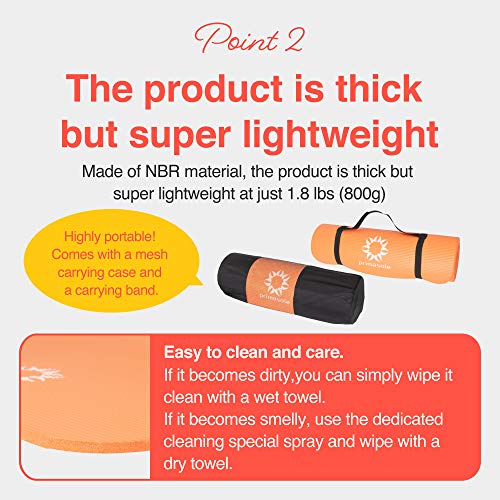 Point 2
The product is thick
but super lightweight
Made of NBR material, the product is thick but
super lightweight at just 1.8 lbs (800g)
Highly portable!
Comes with a mesh
carrying case and
a carrying band.
primasole
primasole
Easy to clean and care.
If it becomes dirty,you can simply wipe it
clean with a wet towel.
If it becomes smelly, use the dedicated
cleaning special spray and wipe with a
dry towel.